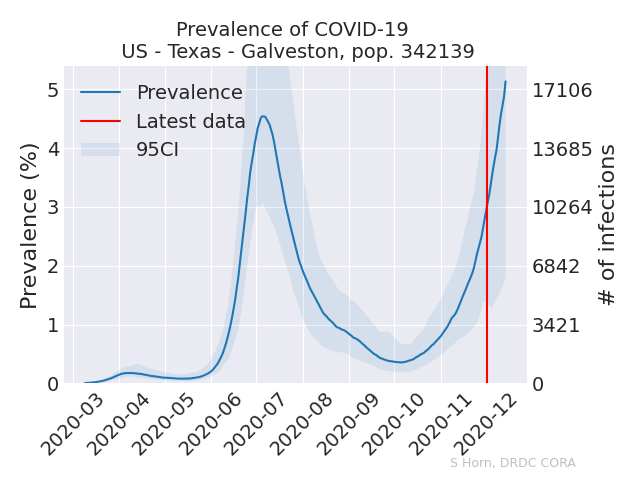 Prevalence of COVID-19
US - Texas - Galveston, pop. 342139
Prevalence
Latest data
95CI
Prevalence (%)
5
4
3
2
1
0
17106
13685
10264
6842
3421
0
# of infections
2020-03
2020-04
2020-05
2020-06
2020-07
2020-08
2020-09
2020-10
2020-11
2020-12
S Horn, DRDC CORA